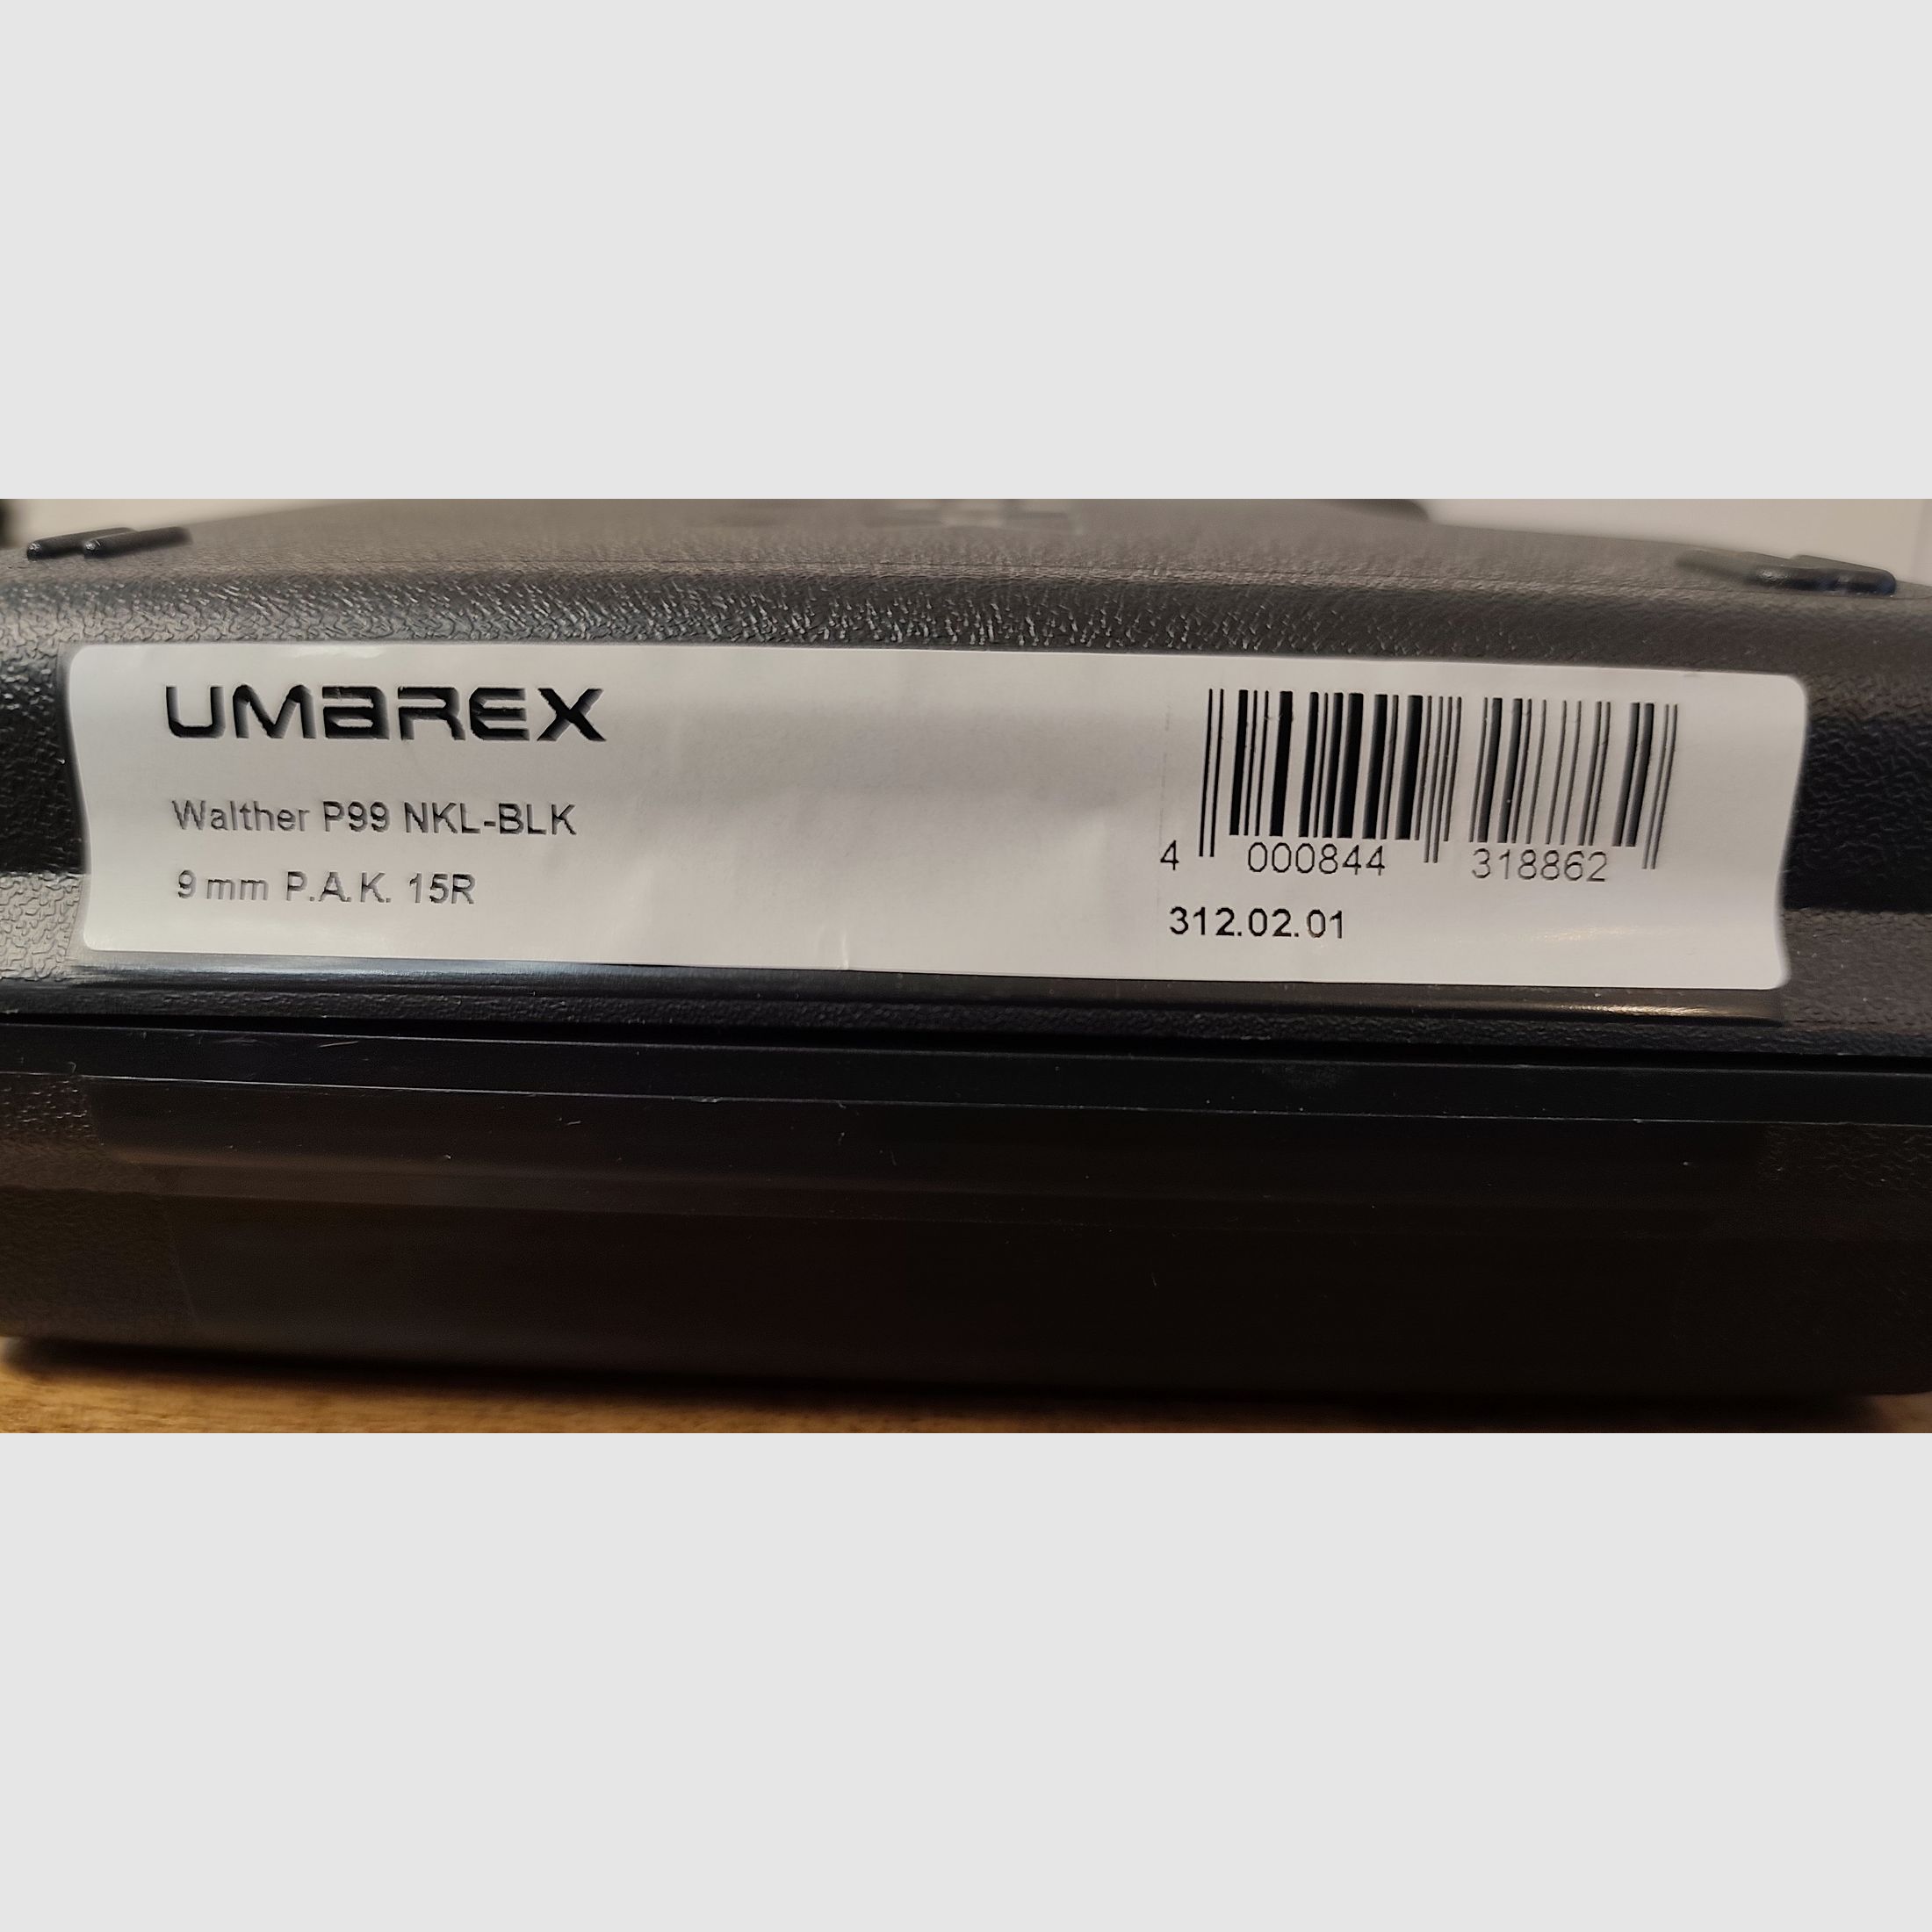 UMAREX
Walther P99 NKL-BLK
9 mm P.A.K. 15R
4 000844 318862
312.02.01